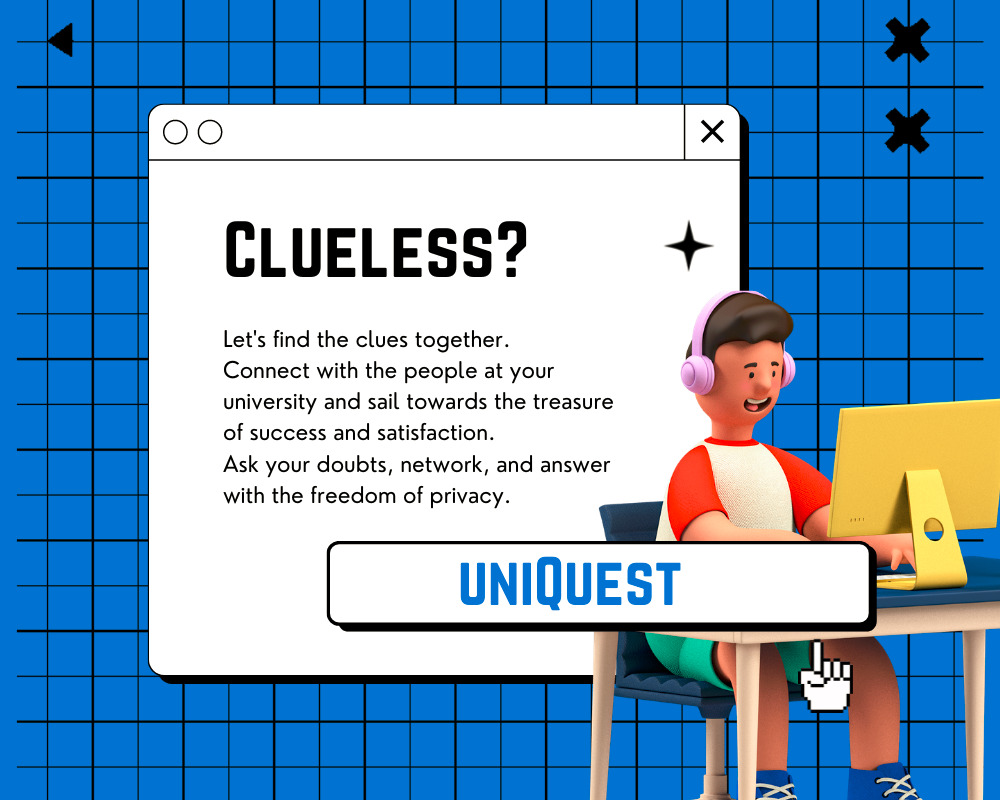 Clueless?
Let's find the clues together.
Connect with the people at your
university and sail towards the treasure
of success and satisfaction.
Ask your doubts, network, and answer
with the freedom of privacy.
uniQuest